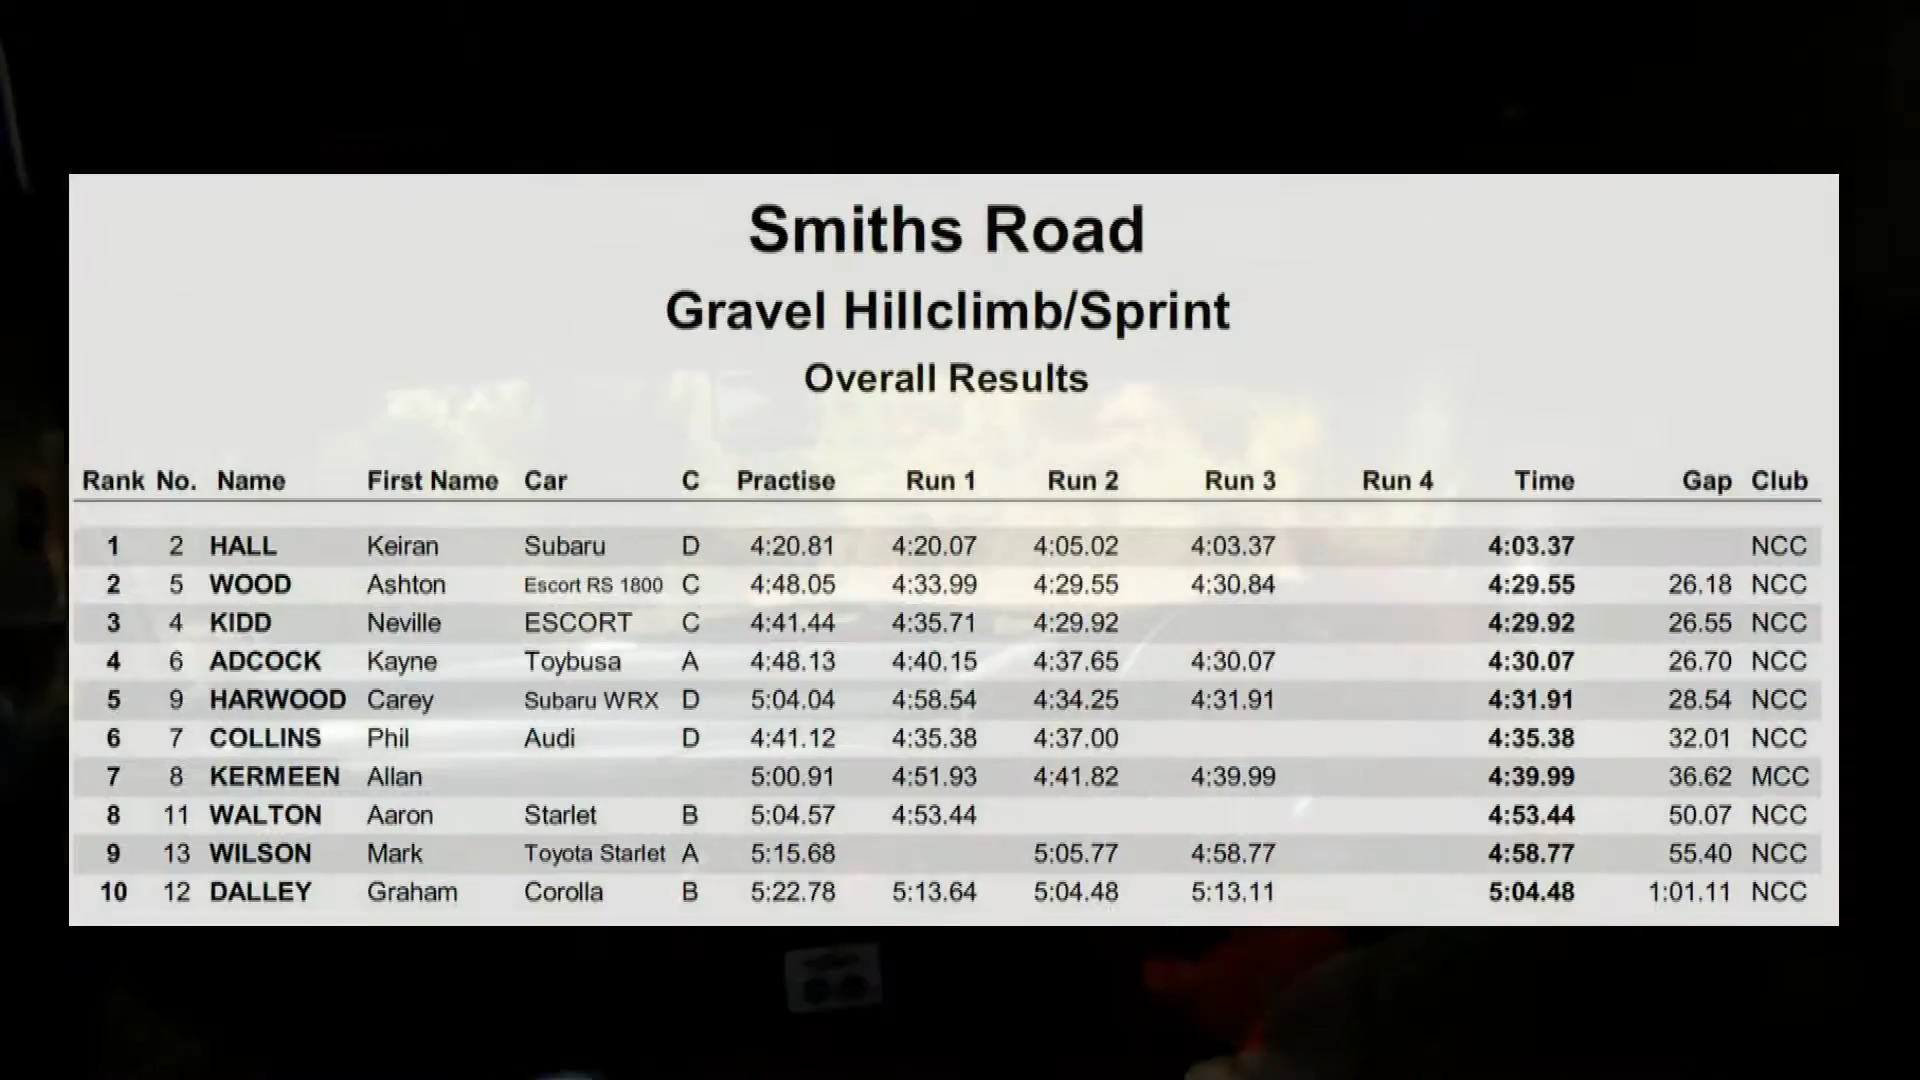 Smiths Road
Gravel Hillclimb/Sprint
Overall Results
Rank No. Name First Name Car C Practise Run 1 Run 2 Run 3 Run 4 Time Gap Club
1 2 HALL Keiran Subaru D 4:20.81 4:20.07 4:05.02 4:03.37 4:03.37 NCC
2 5 WOOD Ashton Escort RS 1800 C 4:48.05 4:33.99 4:29.55 4:30.84 4:29.55 26.18 NCC
3 4 KIDD Neville ESCORT C 4:41.44 4:35.71 4:29.92 4:29.92 26.55 NCC
4 6 ADCOCK Kayne Toybusa A 4:48.13 4:40.15 4:37.65 4:30.07 4:30.07 26.70 NCC
5 9 HARWOOD Carey Subaru WRX D 5:04.04 4:58.54 4:34.25 4:31.91 4:31.91 28.54 NCC
6 7 COLLINS Phil Audi D 4:41.12 4:35.38 4:37.00 4:35.38 32.01 NCC
7 8 KERMEEN Allan 5:00.91 4:51.93 4:41.82 4:39.99 4:39.99 36.62 MCC
8 11 WALTON Aaron Starlet B 5:04.57 4:53.44 4:53.44 50.07 NCC
9 13 WILSON Mark Toyota Starlet A 5:15.68 5:05.77 4:58.77 4:58.77 55.40 NCC
10 12 DALLEY Graham Corolla B 5:22.78 5:13.64 5:04.48 5:13.11 5:04.48 1:01.11 NCC